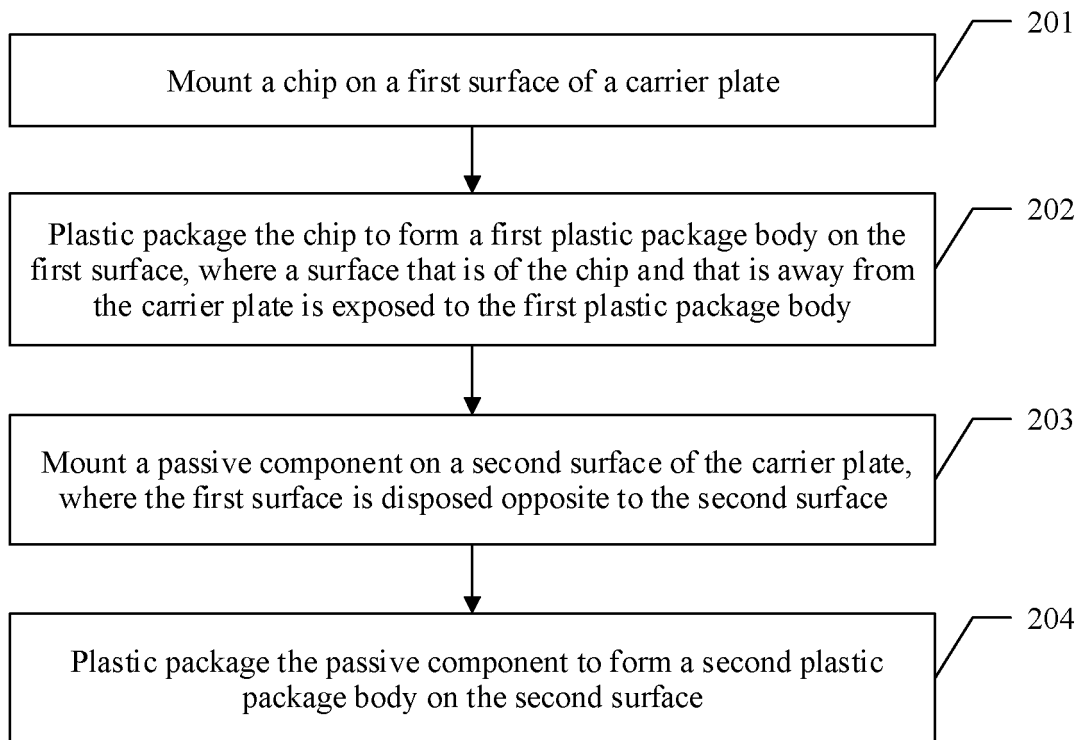 201
Mount a chip on a first surface of a carrier plate
202
Plastic package the chip to form a first plastic package body on the
first surface, where a surface that is of the chip and that is away from
the carrier plate is exposed to the first plastic package body
203
Mount a passive component on a second surface of the carrier plate,
where the first surface is disposed opposite to the second surface
204
Plastic package the passive component to form a second plastic
package body on the second surface